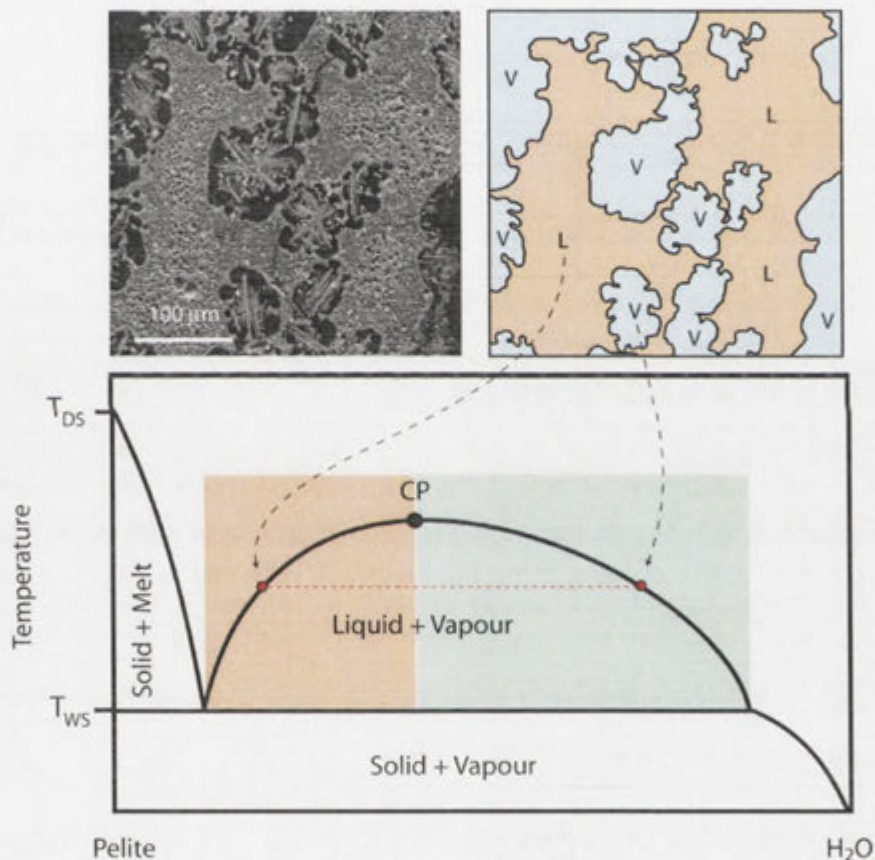 100 µm
V
L
V
V
L
V
L
V
V
V
T_DS
CP
Temperature
Solid + Melt
Liquid + Vapour
T_WS
Solid + Vapour
Pelite
H₂O